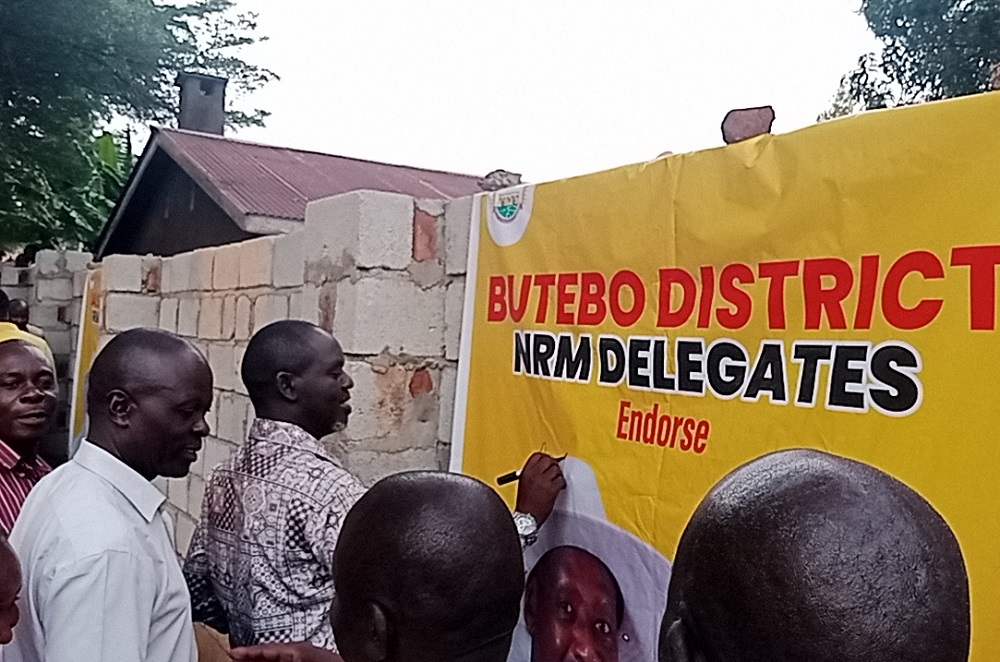 BUTEBO DISTRICT
NRM DELEGATES
Endorse